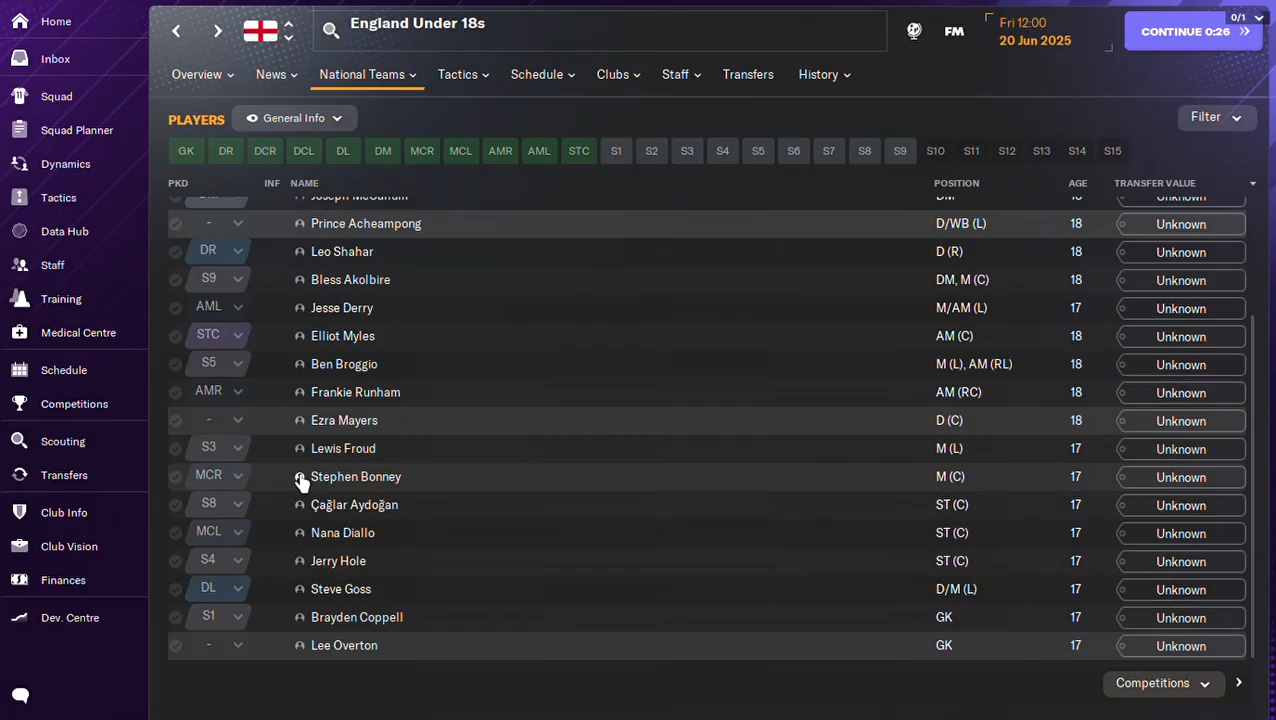 Home
Inbox
Squad
Squad Planner
Dynamics
Tactics
Data Hub
Staff
Training
Medical Centre
Schedule
Competitions
Scouting
Transfers
Club Info
Club Vision
Finances
Dev. Centre
England Under 18s
FM
Fri 12:00
20 Jun 2025
0/1
CONTINUE 0:26
Overview News National Teams Tactics Schedule Clubs Staff Transfers History
PLAYERS General Info Filter
GK DR DCR DCL DL DM MCR MCL AMR AML STC S1 S2 S3 S4 S5 S6 S7 S8 S9 S10 S11 S12 S13 S14 S15
PKD INF NAME POSITION AGE TRANSFER VALUE
- Prince Acheampong D/WB (L) 18 Unknown
DR Leo Shahar D (R) 18 Unknown
S9 Bless Akolbire DM, M (C) 18 Unknown
AML Jesse Derry M/AM (L) 17 Unknown
STC Elliot Myles AM (C) 18 Unknown
S5 Ben Broggio M (L), AM (RL) 18 Unknown
AMR Frankie Runham AM (RC) 18 Unknown
- Ezra Mayers D (C) 18 Unknown
S3 Lewis Froud M (L) 17 Unknown
MCR Stephen Bonney M (C) 17 Unknown
S8 Çağlar Aydoğan ST (C) 17 Unknown
MCL Nana Diallo ST (C) 17 Unknown
S4 Jerry Hole ST (C) 17 Unknown
DL Steve Goss D/M (L) 17 Unknown
S1 Brayden Coppell GK 17 Unknown
- Lee Overton GK 17 Unknown
Competitions